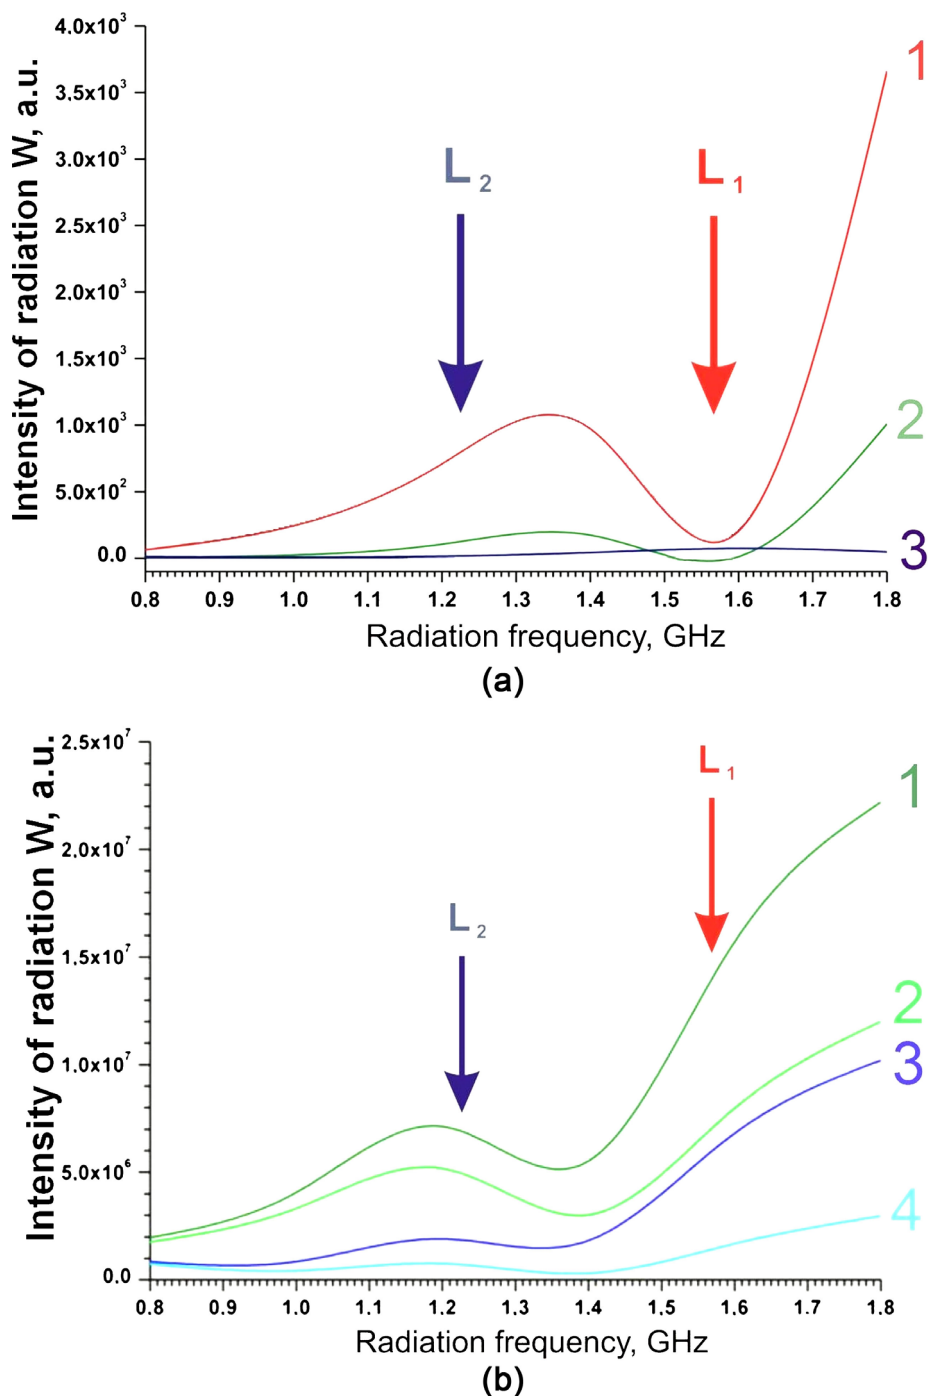 Intensity of radiation W, a.u.
4.0x10³
3.5x10³
3.0x10³
2.5x10³
2.0x10³
1.5x10³
1.0x10³
5.0x10²
0.0
L₂
L₁
1
2
3
0.8 0.9 1.0 1.1 1.2 1.3 1.4 1.5 1.6 1.7 1.8
Radiation frequency, GHz
(a)
Intensity of radiation W, a.u.
2.5x10⁷
2.0x10⁷
1.5x10⁷
1.0x10⁷
5.0x10⁶
0.0
L₂
L₁
1
2
3
4
0.8 0.9 1.0 1.1 1.2 1.3 1.4 1.5 1.6 1.7 1.8
Radiation frequency, GHz
(b)